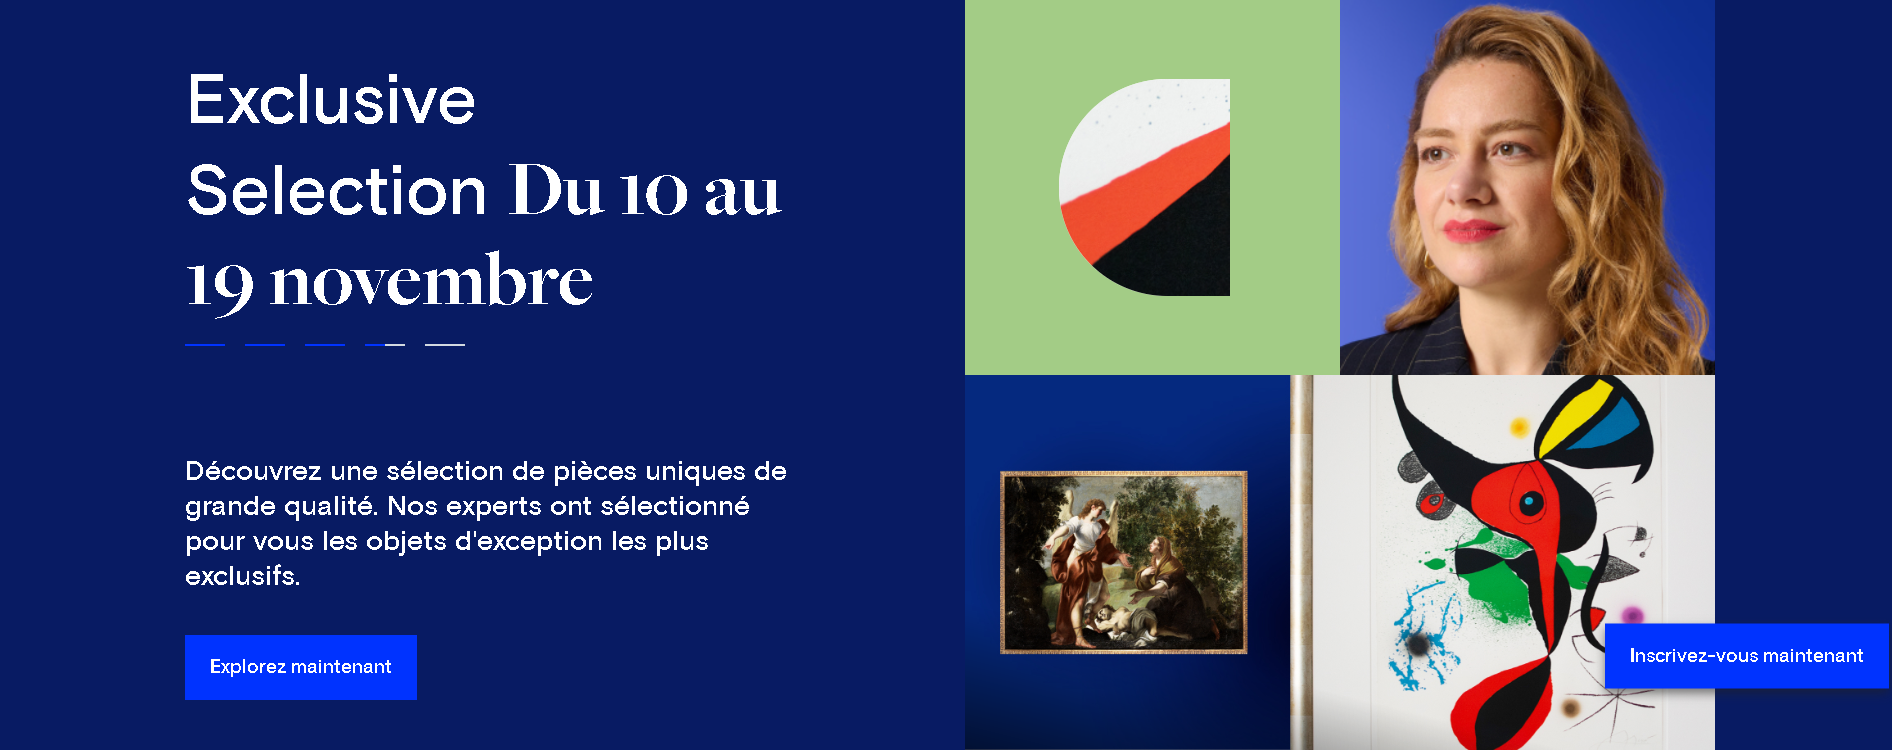 Exclusive
Selection Du 10 au
19 novembre
Découvrez une sélection de pièces uniques de
grande qualité. Nos experts ont sélectionné
pour vous les objets d'exception les plus
exclusifs.
Explorez maintenant
Inscrivez-vous maintenant